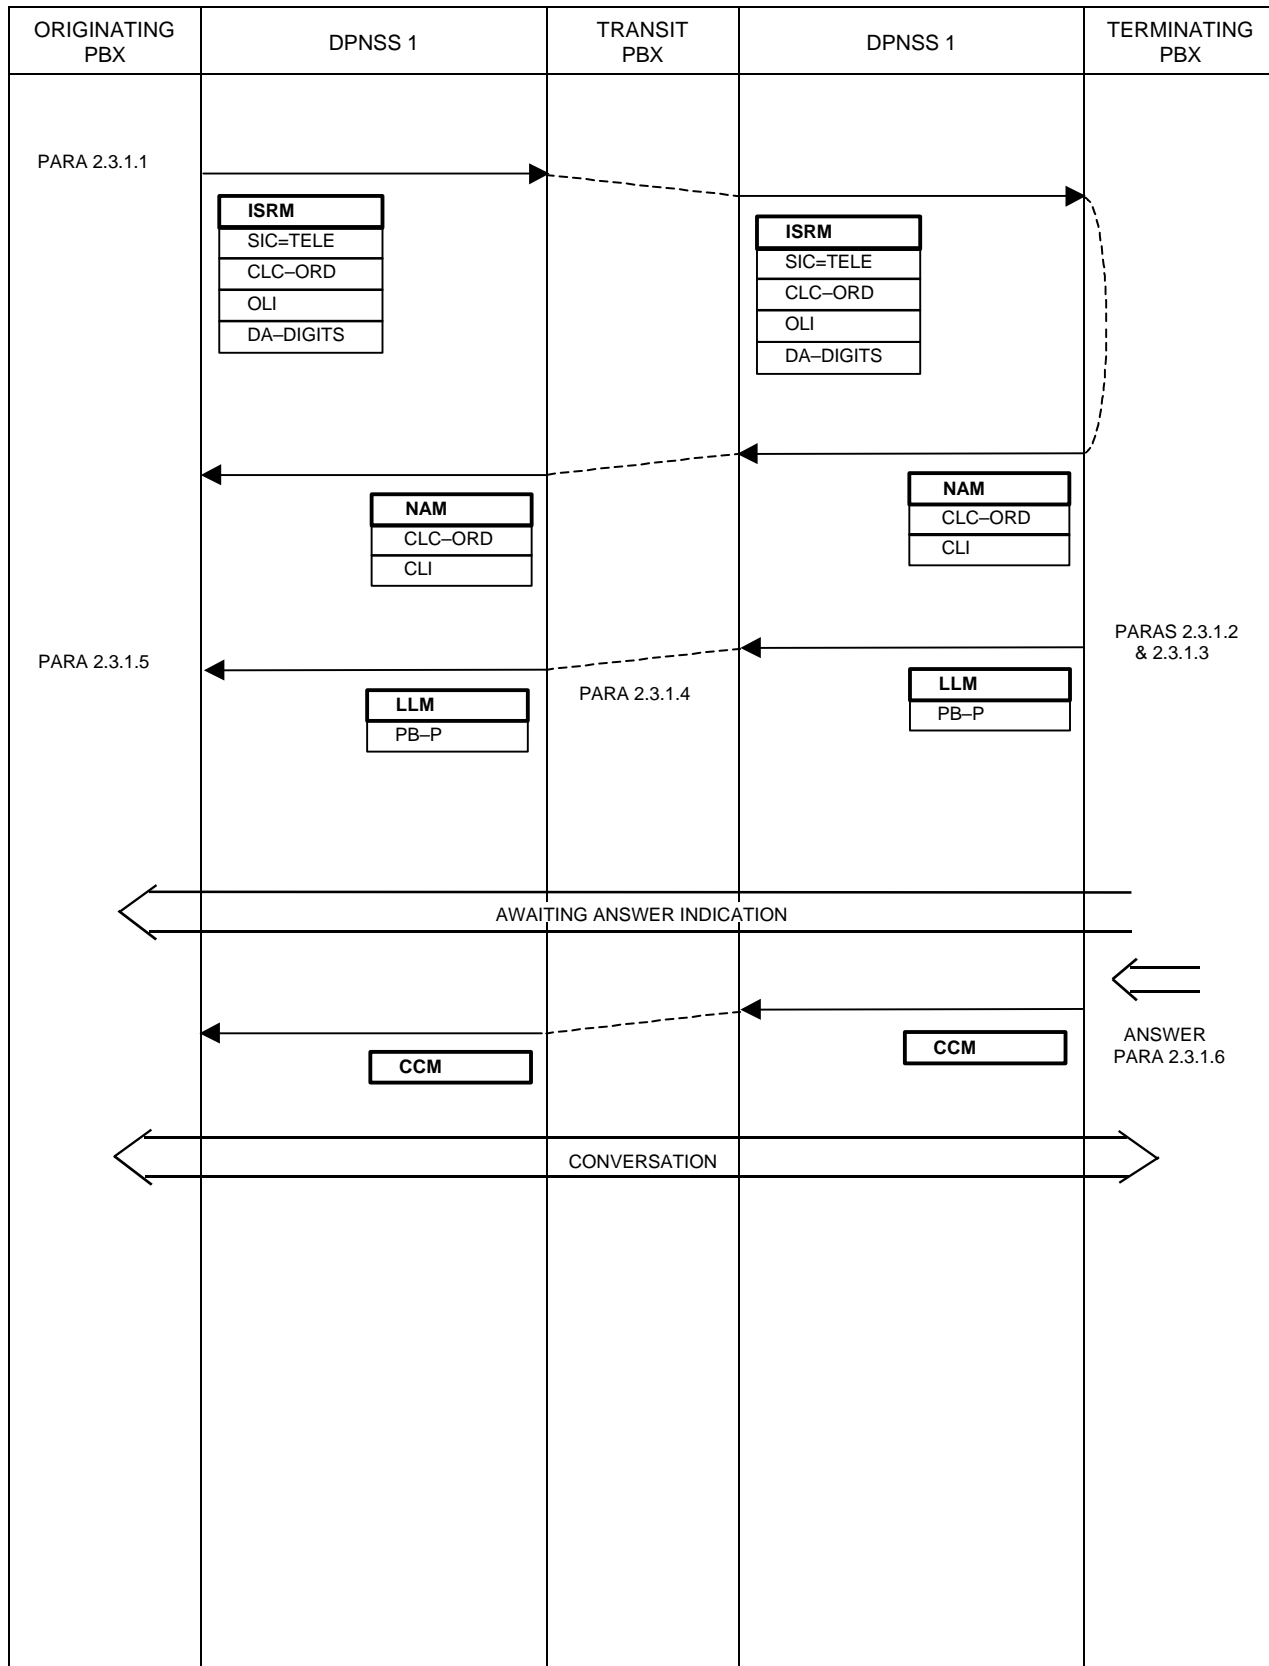 ORIGINATING
PBX
DPNSS 1
TRANSIT
PBX
DPNSS 1
TERMINATING
PBX
PARA 2.3.1.1
ISRM
SIC=TELE
CLC–ORD
OLI
DA–DIGITS
ISRM
SIC=TELE
CLC–ORD
OLI
DA–DIGITS
NAM
CLC–ORD
CLI
NAM
CLC–ORD
CLI
PARA 2.3.1.5
PARAS 2.3.1.2
& 2.3.1.3
LLM
PB–P
PARA 2.3.1.4
LLM
PB–P
AWAITING ANSWER INDICATION
CCM
CCM
ANSWER
PARA 2.3.1.6
CONVERSATION